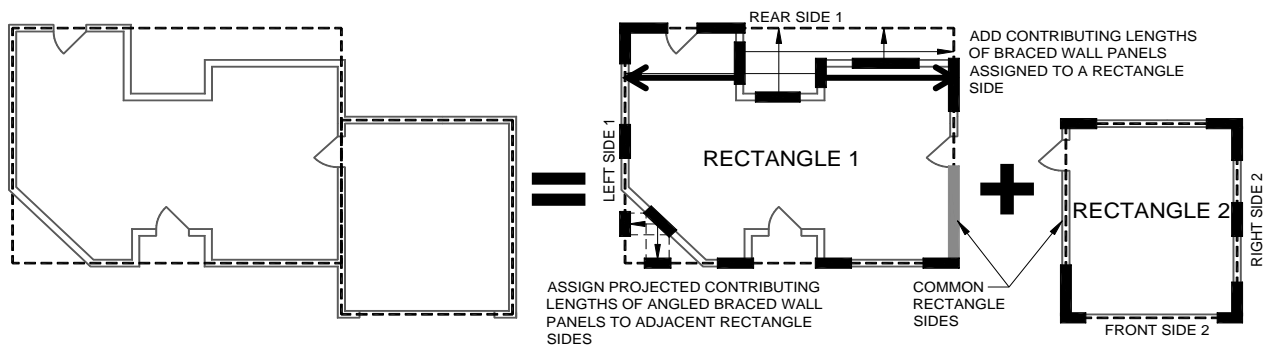 REAR SIDE 1
ADD CONTRIBUTING LENGTHS
OF BRACED WALL PANELS
ASSIGNED TO A RECTANGLE
SIDE
LEFT SIDE 1
RECTANGLE 1
RECTANGLE 2
RIGHT SIDE 2
ASSIGN PROJECTED CONTRIBUTING
LENGTHS OF ANGLED BRACED WALL
PANELS TO ADJACENT RECTANGLE
SIDES
COMMON
RECTANGLE
SIDES
FRONT SIDE 2